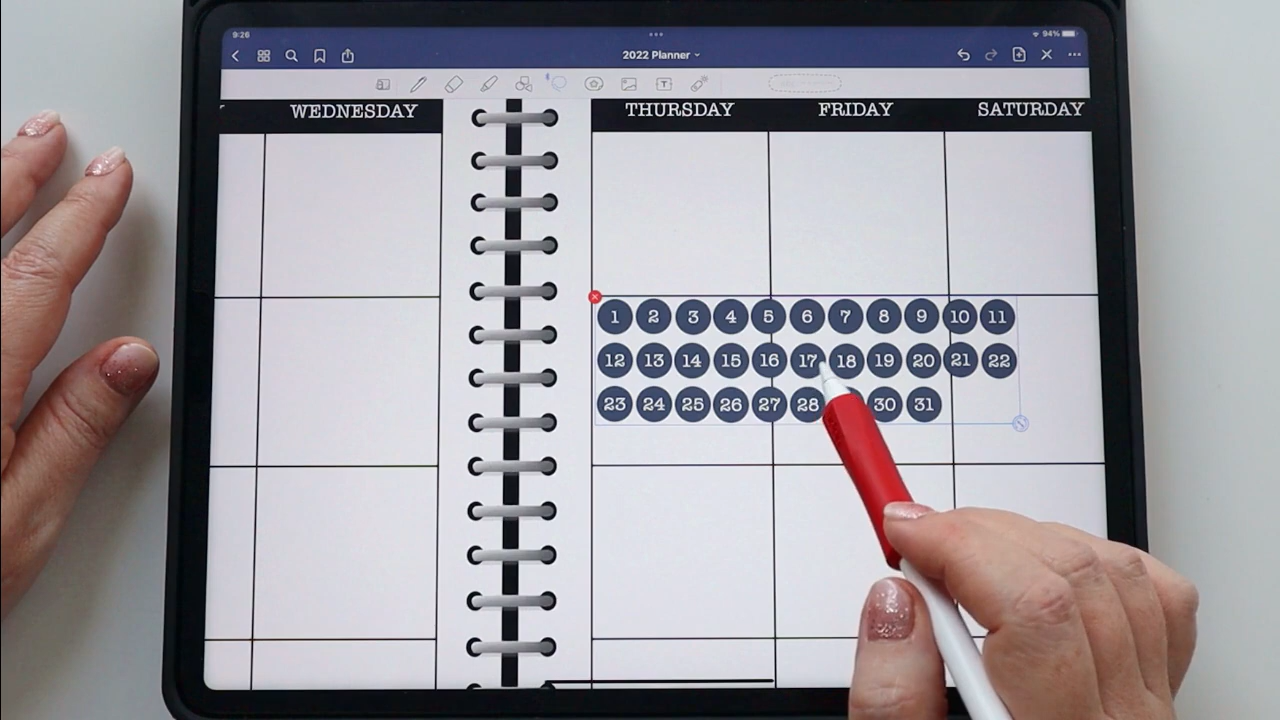 9:26
94%
2022 Planner
WEDNESDAY
THURSDAY FRIDAY SATURDAY
1 2 3 4 5 6 7 8 9 10 11
12 13 14 15 16 17 18 19 20 21 22
23 24 25 26 27 28 30 31